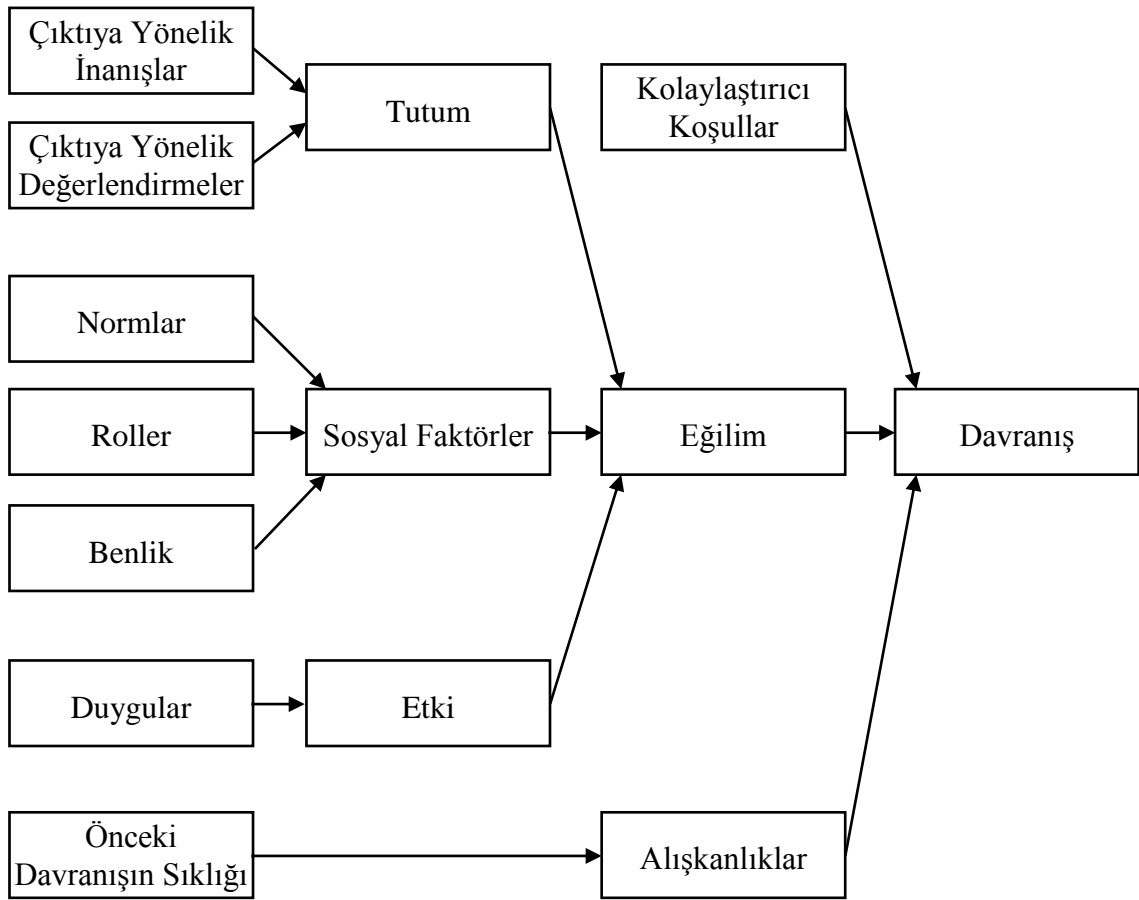 Çıktıya Yönelik
İnanışlar
Çıktıya Yönelik
Değerlendirmeler
Tutum
Kolaylaştırıcı
Koşullar
Normlar
Roller
Benlik
Sosyal Faktörler
Eğilim
Davranış
Duygular
Etki
Önceki
Davranışın Sıklığı
Alışkanlıklar